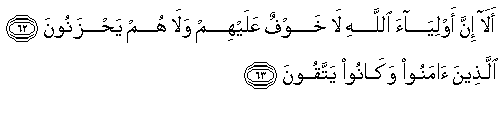 أَلَآ إِنَّ أَوْلِيَآءَ ٱللَّهِ لَا خَوْفٌ عَلَيْهِمْ وَلَا هُمْ يَحْزَنُونَ ﴿٦٢﴾
ٱلَّذِينَ ءَامَنُوا۟ وَكَانُوا۟ يَتَّقُونَ ﴿٦٣﴾